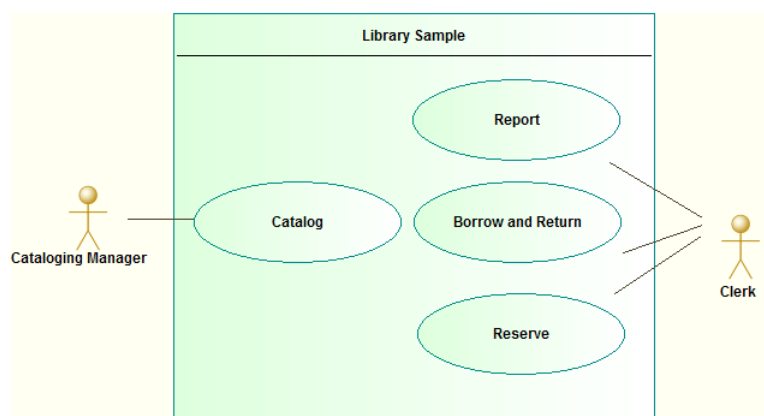 Library Sample
Report
Catalog
Borrow and Return
Cataloging Manager
Clerk
Reserve